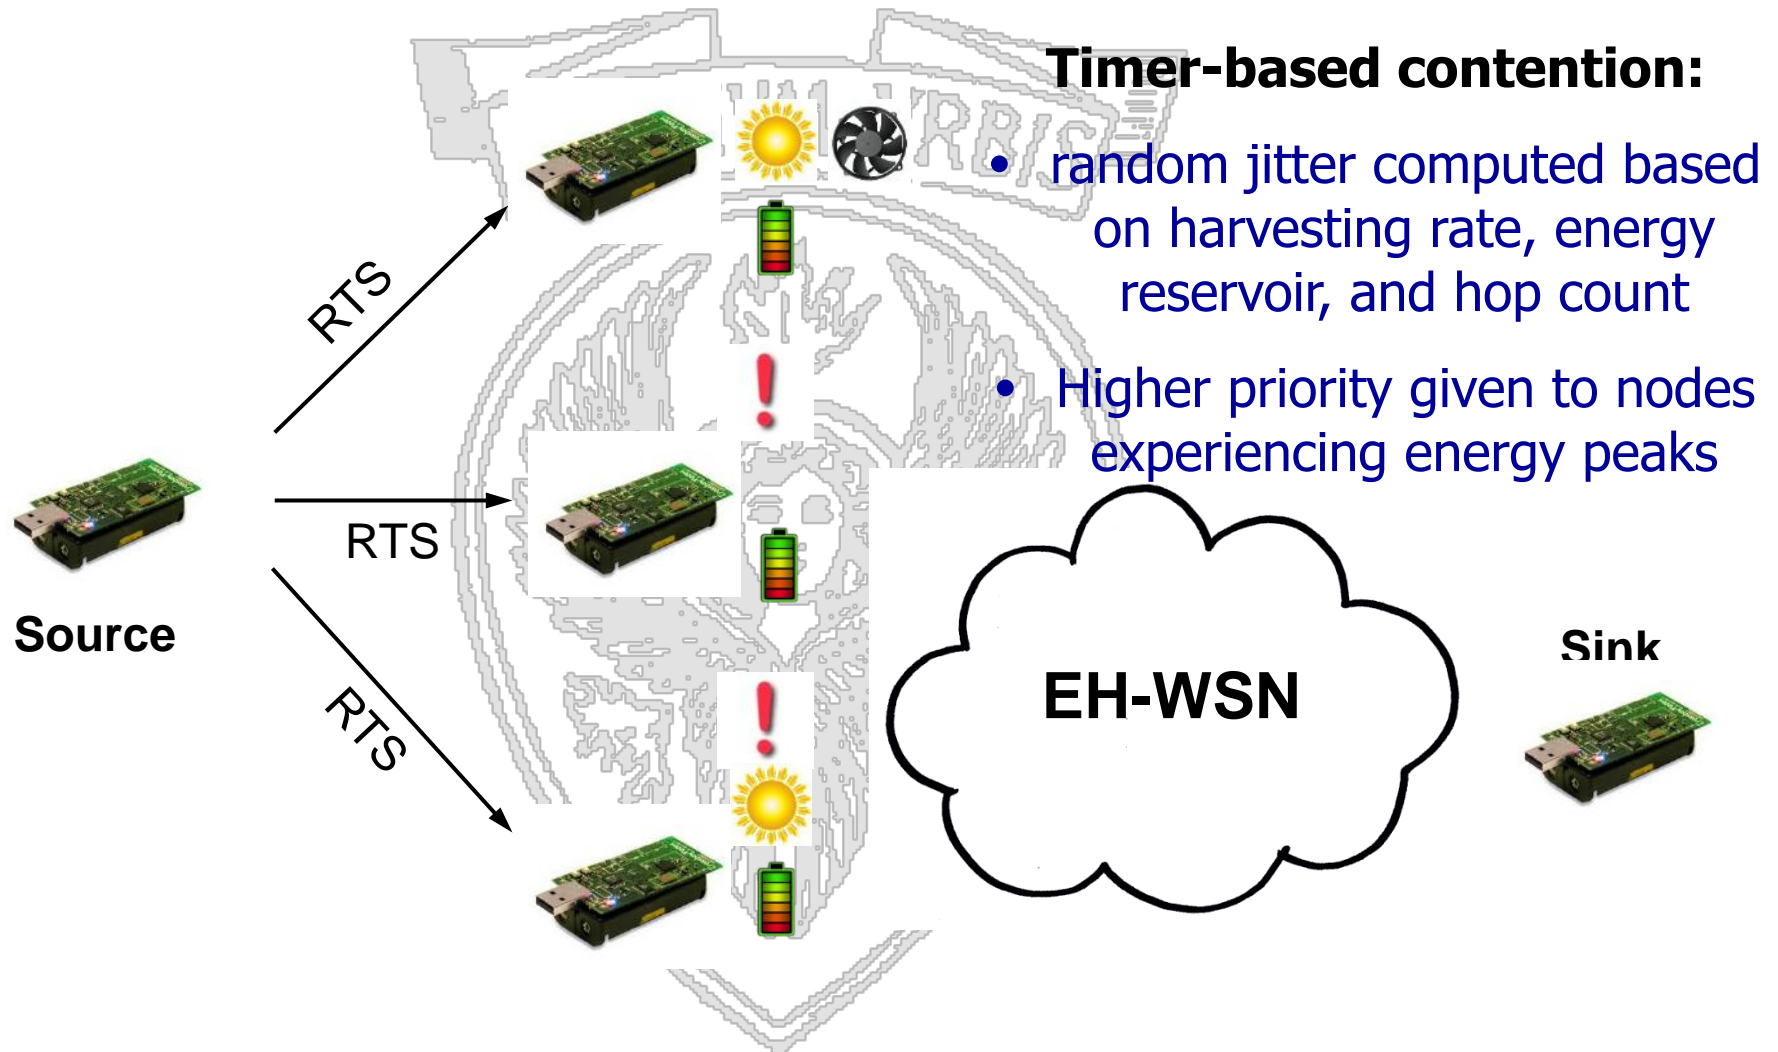 Timer-based contention:
• random jitter computed based
on harvesting rate, energy
reservoir, and hop count
• Higher priority given to nodes
experiencing energy peaks
RTS
RTS
RTS
Source
EH-WSN
Sink